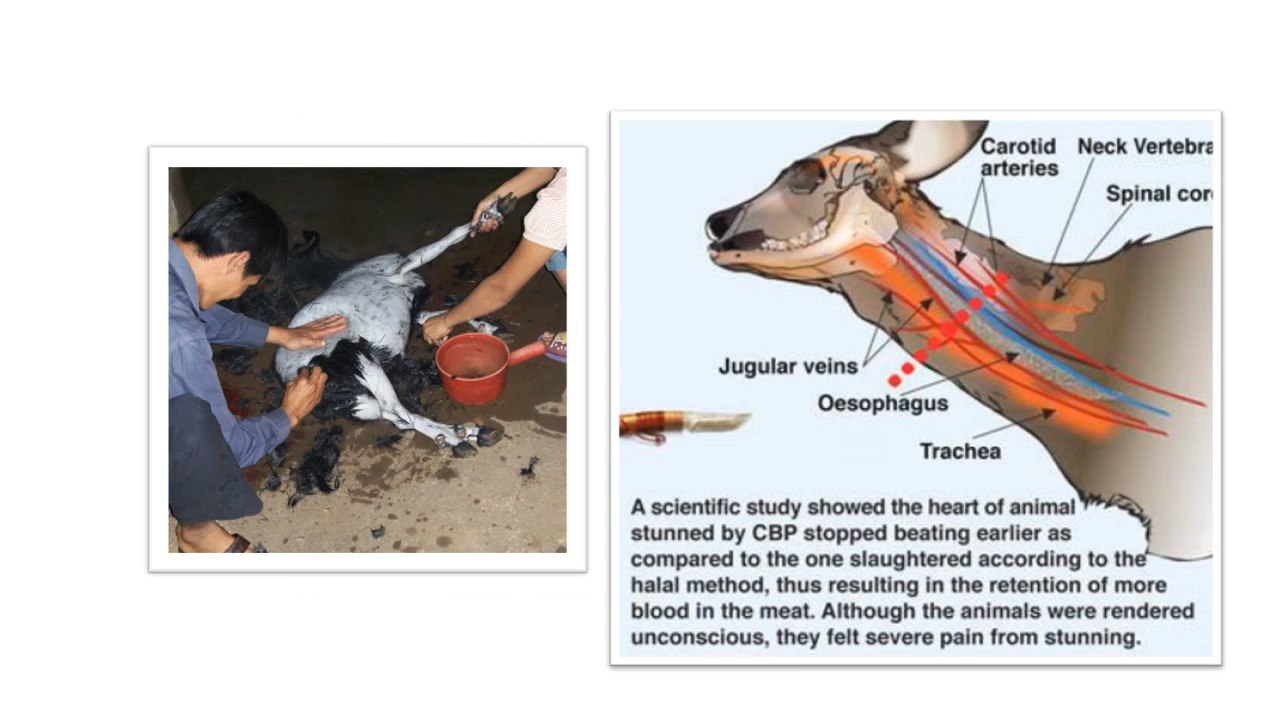 Carotid
arteries
Neck Vertebra
Spinal cor
Jugular veins
Oesophagus
Trachea
A scientific study showed the heart of animal
stunned by CBP stopped beating earlier as
compared to the one slaughtered according to the
halal method, thus resulting in the retention of more
blood in the meat. Although the animals were rendered
unconscious, they felt severe pain from stunning.